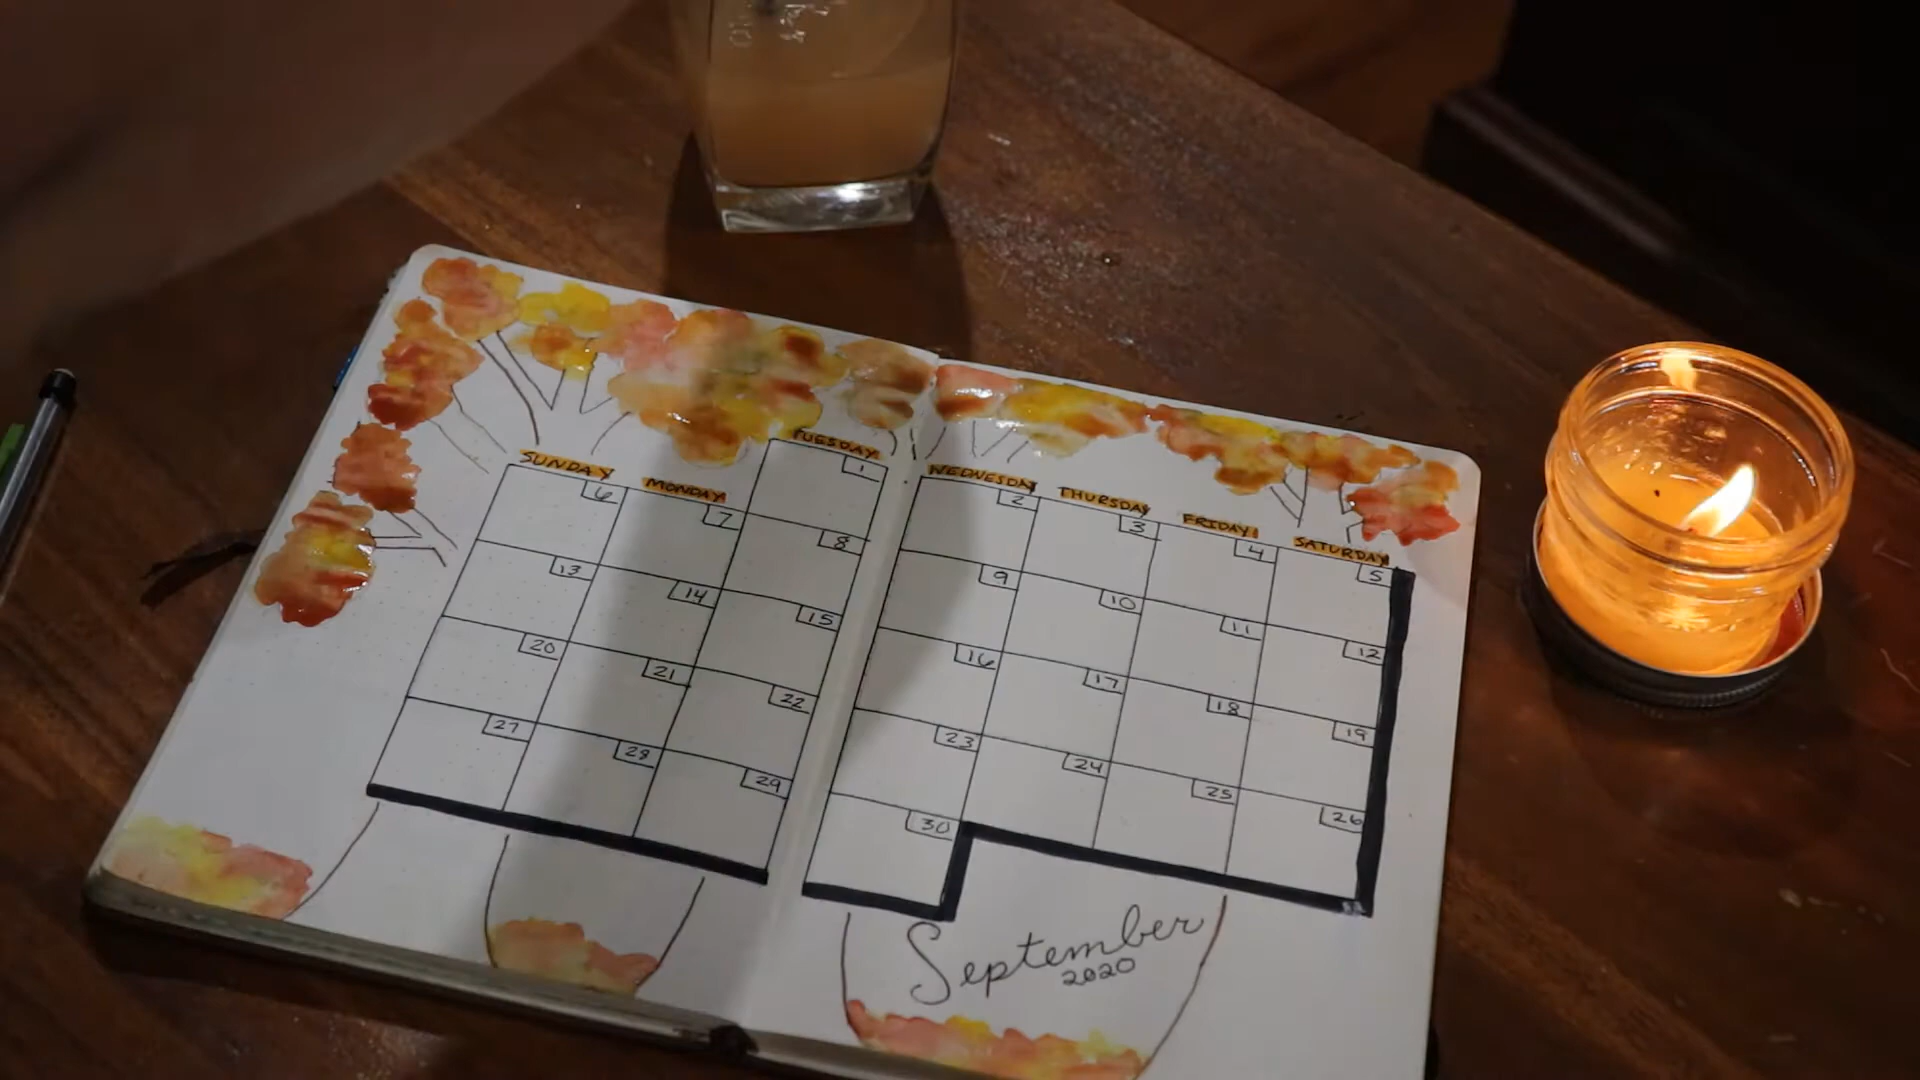 SUNDAY MONDAY TUESDAY WEDNESDAY THURSDAY FRIDAY SATURDAY
1 2 3 4 5
6 7 8 9 10 11 12
13 14 15 16 17 18 19
20 21 22 23 24 25 26
27 28 29 30
September
2020